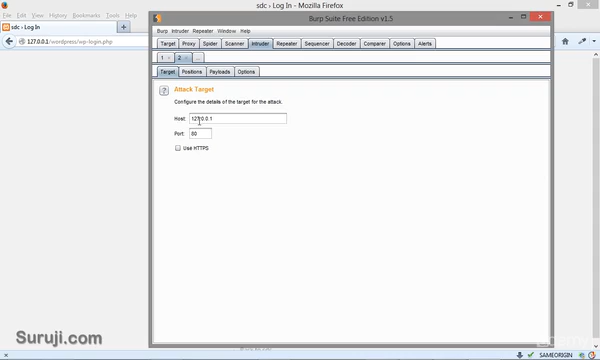 sdc › Log In - Mozilla Firefox
File Edit View History Bookmarks Tools Help
sdc › Log In
127.0.0.1/wordpress/wp-login.php
Burp Suite Free Edition v1.5
Burp Intruder Repeater Window Help
Target Proxy Spider Scanner Intruder Repeater Sequencer Decoder Comparer Options Alerts
1 × 2 × ...
Target Positions Payloads Options
? Attack Target
Configure the details of the target for the attack.
Host: 127.0.0.1
Port: 80
Use HTTPS
Suruji.com
SAMEORIGIN